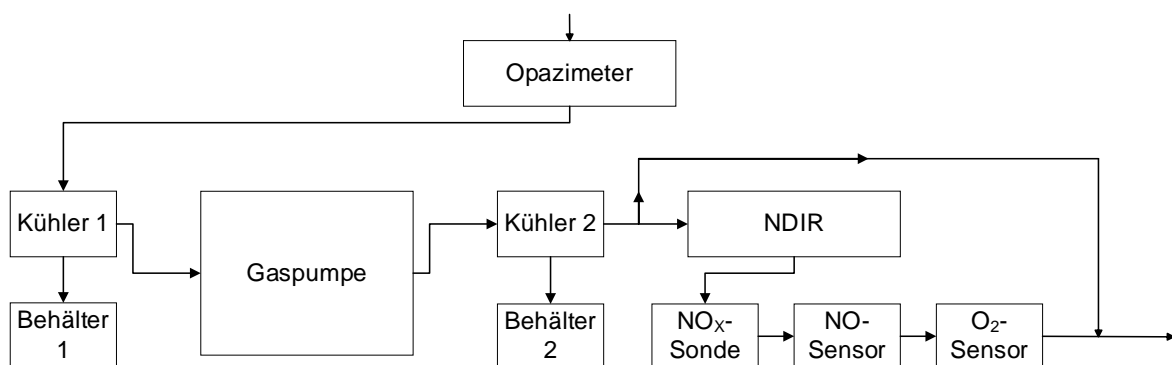 Opazimeter
Kühler 1
Gaspumpe
Kühler 2
NDIR
Behälter
1
Behälter
2
NOX-
Sonde
NO-
Sensor
O2-
Sensor